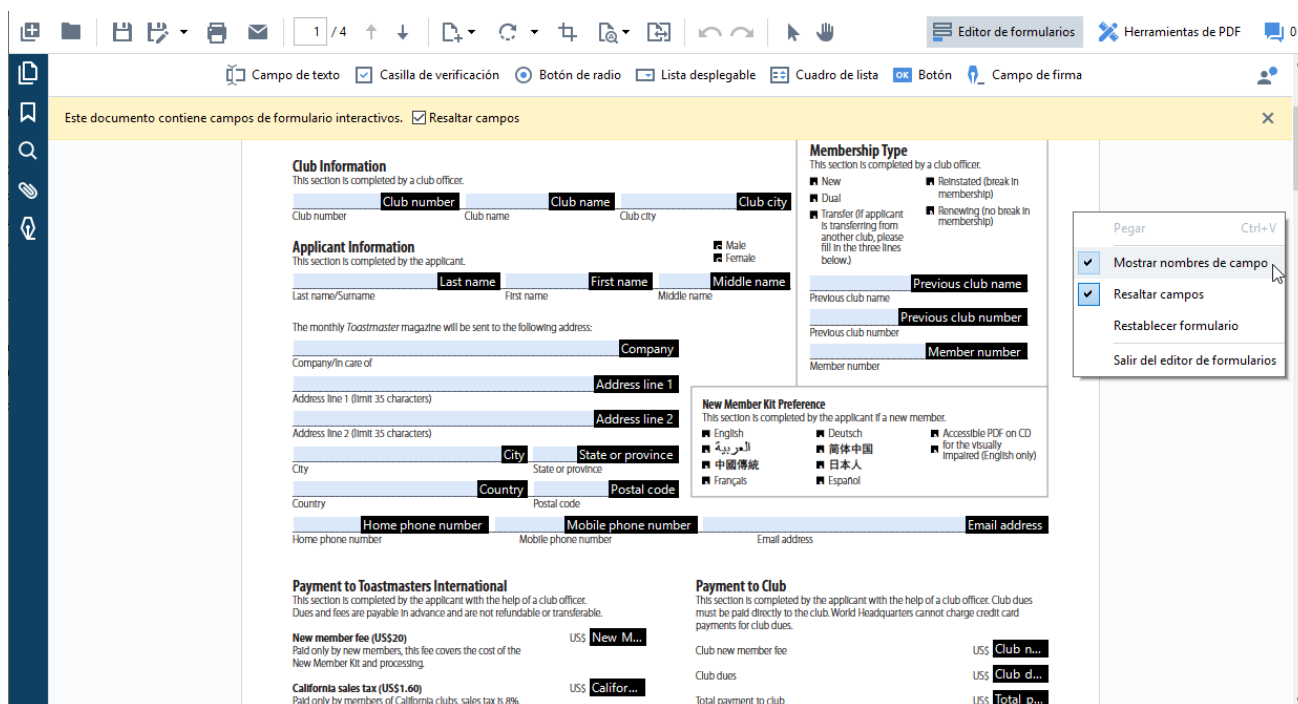 1 / 4
Editor de formularios
Herramientas de PDF
0
Campo de texto
Casilla de verificación
Botón de radio
Lista desplegable
Cuadro de lista
OK Botón
Campo de firma
Este documento contiene campos de formulario interactivos. Resaltar campos
Club Information
This section is completed by a club officer.
Club number Club name Club city
Club number Club name Club city
Applicant Information
This section is completed by the applicant.
Male
Female
Last name First name Middle name
Last name/Surname First name Middle name
The monthly Toastmaster magazine will be sent to the following address:
Company
Company/In care of
Address line 1
Address line 1 (limit 35 characters)
Address line 2
Address line 2 (limit 35 characters)
City State or province
City State or province
Country Postal code
Country Postal code
Home phone number Mobile phone number Email address
Home phone number Mobile phone number Email address
Membership Type
This section is completed by a club officer.
New
Dual
Transfer (If applicant
is transferring from
another club, please
fill in the three lines
below.)
Reinstated (break in
membership)
Renewing (no break in
membership)
Previous club name
Previous club name
Previous club number
Previous club number
Member number
Member number
New Member Kit Preference
This section is completed by the applicant if a new member.
English
العربية
中國傳統
Français
Deutsch
简体中国
日本人
Español
Accessible PDF on CD
for the visually
impaired (English only)
Pegar Ctrl+V
Mostrar nombres de campo
Resaltar campos
Restablecer formulario
Salir del editor de formularios
Payment to Toastmasters International
This section is completed by the applicant with the help of a club officer.
Dues and fees are payable in advance and are not refundable or transferable.
New member fee (US$20)
Paid only by new members, this fee covers the cost of the
New Member Kit and processing.
US$ New M...
California sales tax (US$1.60)
Paid only by members of California clubs, sales tax is 8%.
US$ Califor...
Payment to Club
This section is completed by the applicant with the help of a club officer. Club dues
must be paid directly to the club. World Headquarters cannot charge credit card
payments for club dues.
Club new member fee US$ Club n...
Club dues US$ Club d...
Total payment to club US$ Total p...